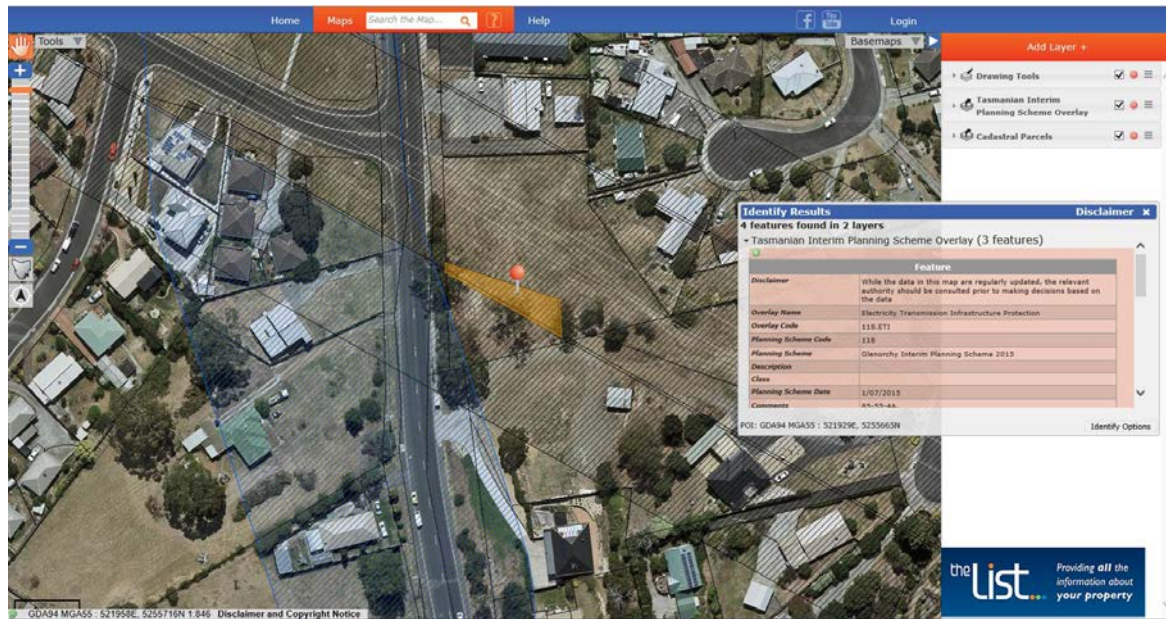 Home Maps Search the Map... ? Help Login
Tools
Basemaps
Add Layer +
Drawing Tools
Tasmanian Interim
Planning Scheme Overlay
Cadastral Parcels
Identify Results Disclaimer
4 features found in 2 layers
Tasmanian Interim Planning Scheme Overlay (3 features)
Feature
Disclaimer While the data in this map are regularly updated, the relevant
authority should be consulted prior to making decisions based on
the data
Overlay Name Electricity Transmission Infrastructure Protection
Overlay Code 118.ETI
Planning Scheme Code 118
Planning Scheme Glenorchy Interim Planning Scheme 2015
Description
Class
Planning Scheme Date 1/07/2015
Comments
POI: GDA94 MGA55 : 521929E, 5255665N Identify Options
the List... Providing all the
information about
your property
GDA94 MGA55 : 521958E, 5255716N 1:846 Disclaimer and Copyright Notice